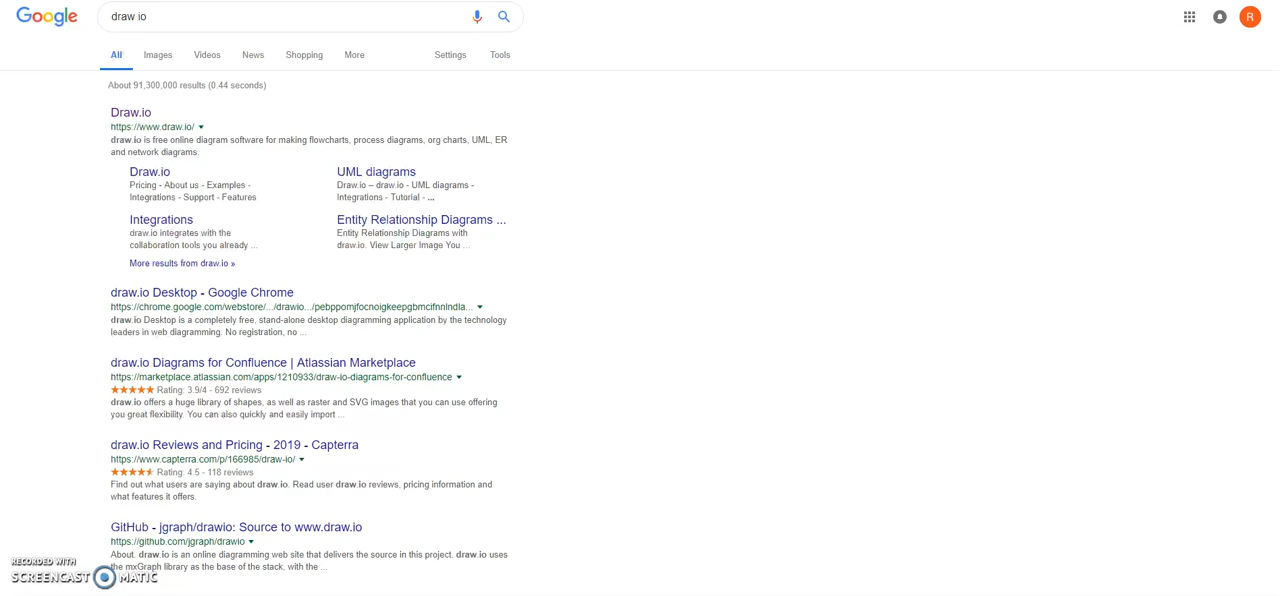 Google
draw io
R
All Images Videos News Shopping More Settings Tools
About 91,300,000 results (0.44 seconds)
Draw.io
https://www.draw.io/
draw.io is free online diagram software for making flowcharts, process diagrams, org charts, UML, ER
and network diagrams.
Draw.io
Pricing - About us - Examples -
Integrations - Support - Features
UML diagrams
Draw.io – draw.io - UML diagrams -
Integrations - Tutorial - ...
Integrations
draw.io integrates with the
collaboration tools you already ...
Entity Relationship Diagrams ...
Entity Relationship Diagrams with
draw.io. View Larger Image You ...
More results from draw.io »
draw.io Desktop - Google Chrome
https://chrome.google.com/webstore/.../drawio.../pebppomjfocnoigkeepgbmcifnnlndla...
draw.io Desktop is a completely free, stand-alone desktop diagramming application by the technology
leaders in web diagramming. No registration, no ...
draw.io Diagrams for Confluence | Atlassian Marketplace
https://marketplace.atlassian.com/apps/1210933/draw-io-diagrams-for-confluence
★★★★★ Rating: 3.9/4 - 692 reviews
draw.io offers a huge library of shapes, as well as raster and SVG images that you can use offering
you great flexibility. You can also quickly and easily import ...
draw.io Reviews and Pricing - 2019 - Capterra
https://www.capterra.com/p/166985/draw-io/
Rating: 4.5 - 118 reviews
Find out what users are saying about draw.io. Read user draw.io reviews, pricing information and
what features it offers.
GitHub - jgraph/drawio: Source to www.draw.io
https://github.com/jgraph/drawio
About. draw.io is an online diagramming web site that delivers the source in this project. draw.io uses
the mxGraph library as the base of the stack, with the ...
RECORDED WITH
SCREENCAST MATIC